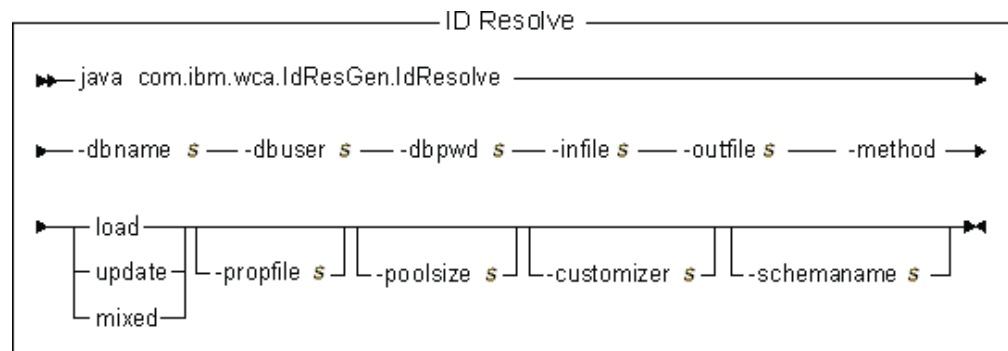 ID Resolve
java com.ibm.wca.IdResGen.IdResolve
-dbname s -dbuser s -dbpwd s -infile s -outfile s -method
load
update
mixed
-propfile s -poolsize s -customizer s -schemaname s